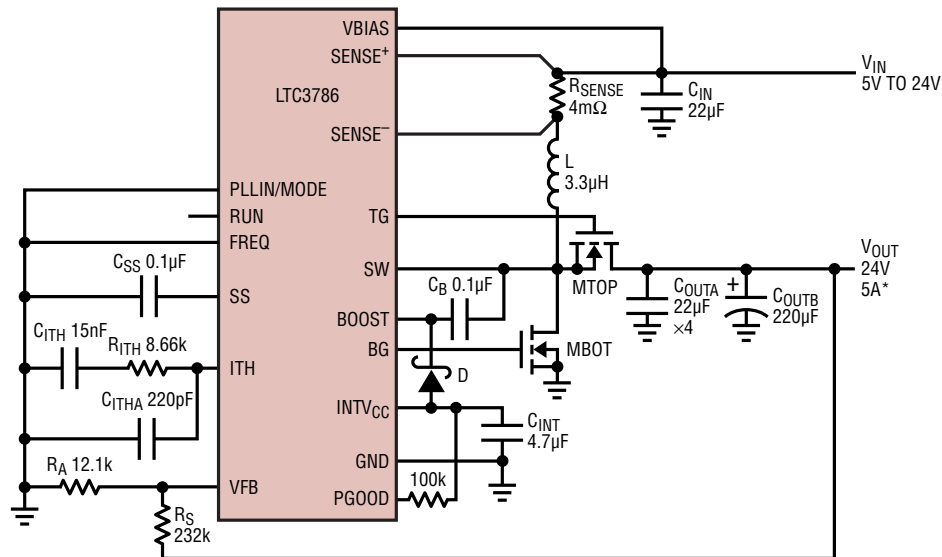 VBIAS
SENSE+
LTC3786
SENSE−
PLLIN/MODE
RUN
FREQ
TG
SW
SS
BOOST
BG
ITH
INTVCC
GND
VFB
PGOOD
VIN
5V TO 24V
CIN
22µF
RSENSE
4mΩ
L
3.3µH
MTOP
VOUT
24V
5A*
COUTA
22µF
×4
+
COUTB
220µF
CB 0.1µF
MBOT
D
CINT
4.7µF
100k
CSS 0.1µF
CITH 15nF
RITH 8.66k
CITHA 220pF
RA 12.1k
RS
232k